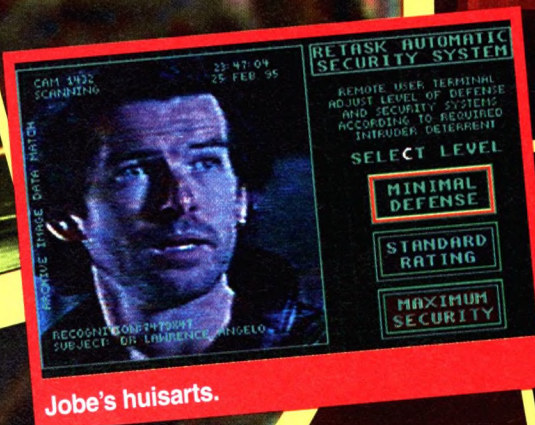 CAM 1432
SCANNING
23:47:04
25 FEB 95
ARCHIVE IMAGE DATA MATCH
SUBJECT: DR LAWRENCE ANGELO
RETASK AUTOMATIC
SECURITY SYSTEM
REMOTE USER TERMINAL
ADJUST LEVEL OF DEFENSE
AND SECURITY SYSTEMS
ACCORDING TO REQUIRED
INTRUDER DETERRENT
SELECT LEVEL
MINIMAL
DEFENSE
STANDARD
RATING
MAXIMUM
SECURITY
Jobe's huisarts.